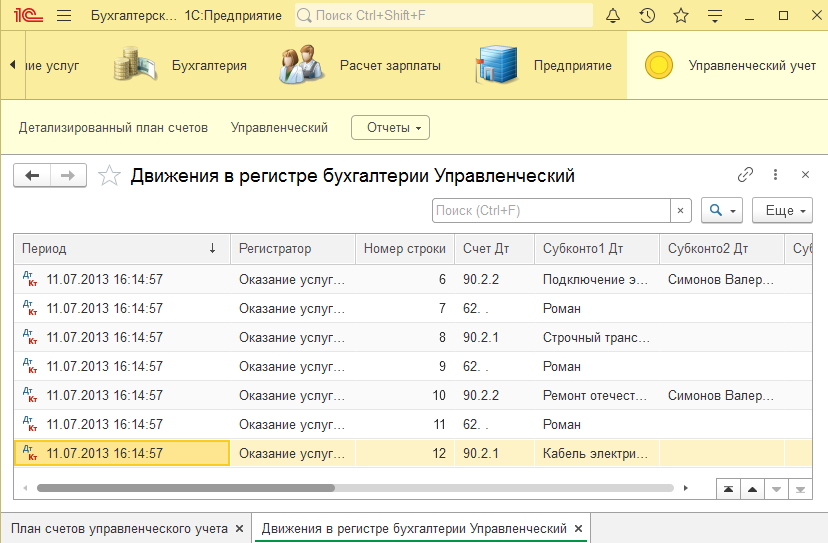 1С Бухгалтерск... 1С:Предприятие Поиск Ctrl+Shift+F
ие услуг Бухгалтерия Расчет зарплаты Предприятие Управленческий учет
Детализированный план счетов Управленческий Отчеты
Движения в регистре бухгалтерии Управленческий
Поиск (Ctrl+F) × Еще
Период ↓ Регистратор Номер строки Счет Дт Субконто1 Дт Субконто2 Дт Суб
Дт Кт 11.07.2013 16:14:57 Оказание услуг... 6 90.2.2 Подключение э... Симонов Валер...
Дт Кт 11.07.2013 16:14:57 Оказание услуг... 7 62. . Роман
Дт Кт 11.07.2013 16:14:57 Оказание услуг... 8 90.2.1 Строчный транс...
Дт Кт 11.07.2013 16:14:57 Оказание услуг... 9 62. . Роман
Дт Кт 11.07.2013 16:14:57 Оказание услуг... 10 90.2.2 Ремонт отечест... Симонов Валер...
Дт Кт 11.07.2013 16:14:57 Оказание услуг... 11 62. . Роман
Дт Кт 11.07.2013 16:14:57 Оказание услуг... 12 90.2.1 Кабель электри...
План счетов управленческого учета × Движения в регистре бухгалтерии Управленческий ×